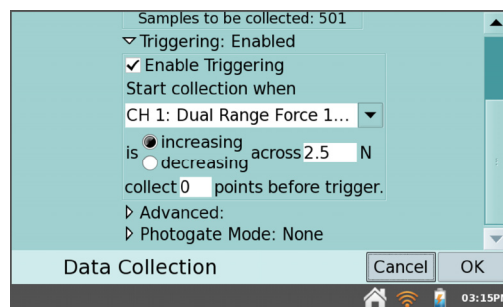 Samples to be collected: 501
Triggering: Enabled
Enable Triggering
Start collection when
CH 1: Dual Range Force 1...
is increasing decreasing across 2.5 N
collect 0 points before trigger.
Advanced:
Photogate Mode: None
Data Collection Cancel OK
03:15P